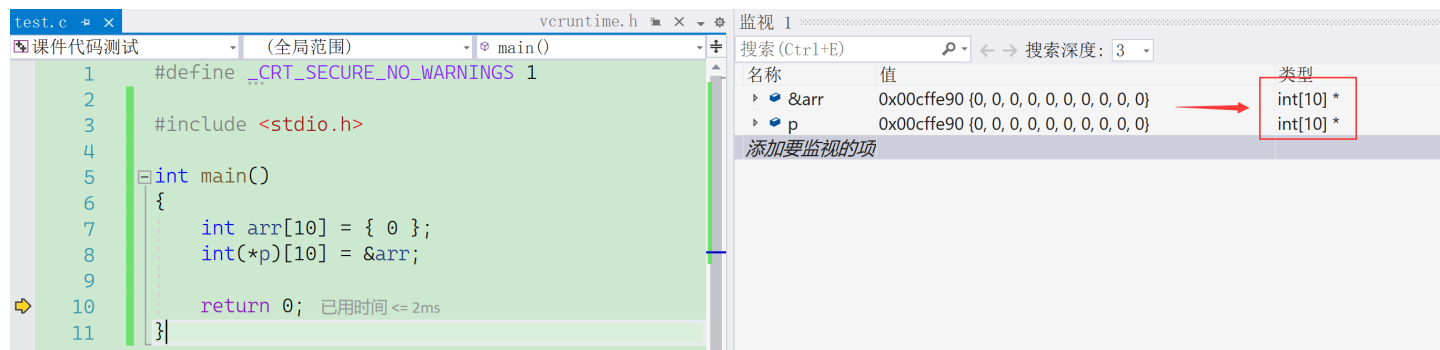 test.c
vcruntime.h
课件代码测试
(全局范围)
main()
1 #define _CRT_SECURE_NO_WARNINGS 1
2
3 #include <stdio.h>
4
5 int main()
6 {
7 int arr[10] = { 0 };
8 int(*p)[10] = &arr;
9
10 return 0; 已用时间 <= 2ms
11 }
监视 1
搜索(Ctrl+E) 搜索深度: 3
名称 值 类型
&arr 0x00cffe90 {0, 0, 0, 0, 0, 0, 0, 0, 0, 0} int[10] *
p 0x00cffe90 {0, 0, 0, 0, 0, 0, 0, 0, 0, 0} int[10] *
添加要监视的项